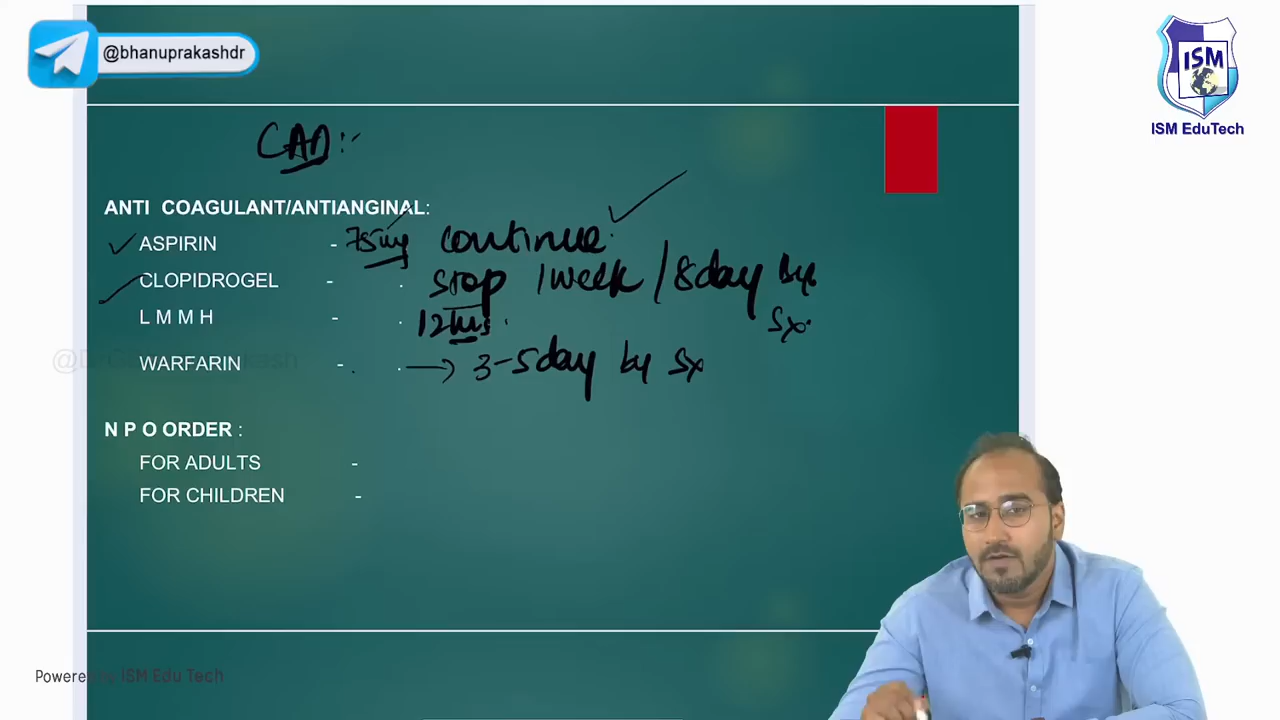 @bhanuprakashdr
ISM
ISM EduTech
CAD:-
ANTI COAGULANT/ANTIANGINAL:
ASPIRIN - 75mg continue.
CLOPIDROGEL - . stop 1week / 8day by
L M M H - . 12hrs. Sx.
WARFARIN - . → 3-5day by Sx
N P O ORDER :
FOR ADULTS -
FOR CHILDREN -
Powered by ISM Edu Tech